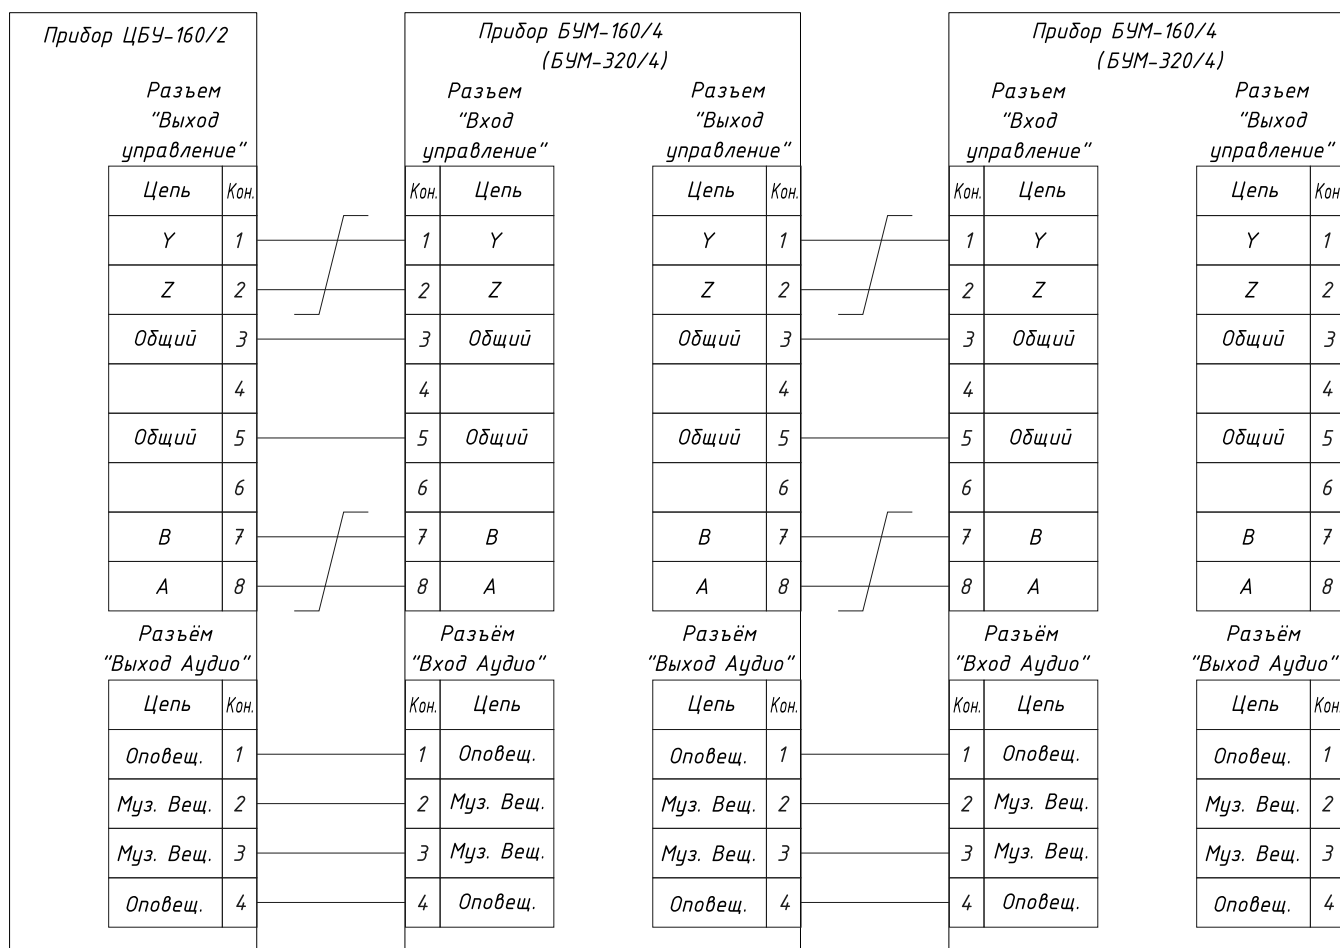 Прибор ЦБУ-160/2
Разъем
"Выход
управление"
Цепь Кон.
Y 1
Z 2
Общий 3
4
Общий 5
6
B 7
A 8
Разъём
"Выход Аудио"
Цепь Кон.
Оповещ. 1
Муз. Вещ. 2
Муз. Вещ. 3
Оповещ. 4
Прибор БУМ-160/4
(БУМ-320/4)
Разъем
"Вход
управление"
Кон. Цепь
1 Y
2 Z
3 Общий
4
5 Общий
6
7 B
8 A
Разъём
"Вход Аудио"
Кон. Цепь
1 Оповещ.
2 Муз. Вещ.
3 Муз. Вещ.
4 Оповещ.
Разъем
"Выход
управление"
Цепь Кон.
Y 1
Z 2
Общий 3
4
Общий 5
6
B 7
A 8
Разъём
"Выход Аудио"
Цепь Кон.
Оповещ. 1
Муз. Вещ. 2
Муз. Вещ. 3
Оповещ. 4
Прибор БУМ-160/4
(БУМ-320/4)
Разъем
"Вход
управление"
Кон. Цепь
1 Y
2 Z
3 Общий
4
5 Общий
6
7 B
8 A
Разъём
"Вход Аудио"
Кон. Цепь
1 Оповещ.
2 Муз. Вещ.
3 Муз. Вещ.
4 Оповещ.
Разъем
"Выход
управление"
Цепь Кон
Y 1
Z 2
Общий 3
4
Общий 5
6
B 7
A 8
Разъём
"Выход Аудио"
Цепь Кон
Оповещ. 1
Муз. Вещ. 2
Муз. Вещ. 3
Оповещ. 4